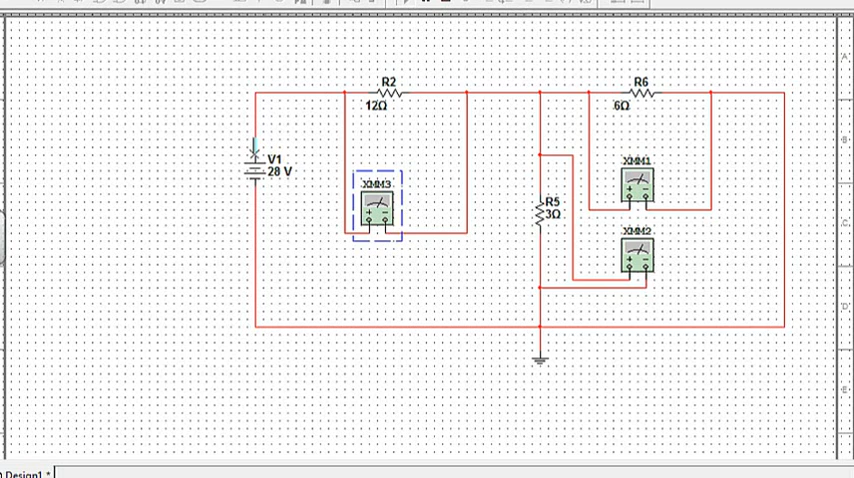 R2
12Ω
R6
6Ω
A
B
V1
28 V
XMM3
XMM1
R5
3Ω
C
XMM2
D
E
Design1 *